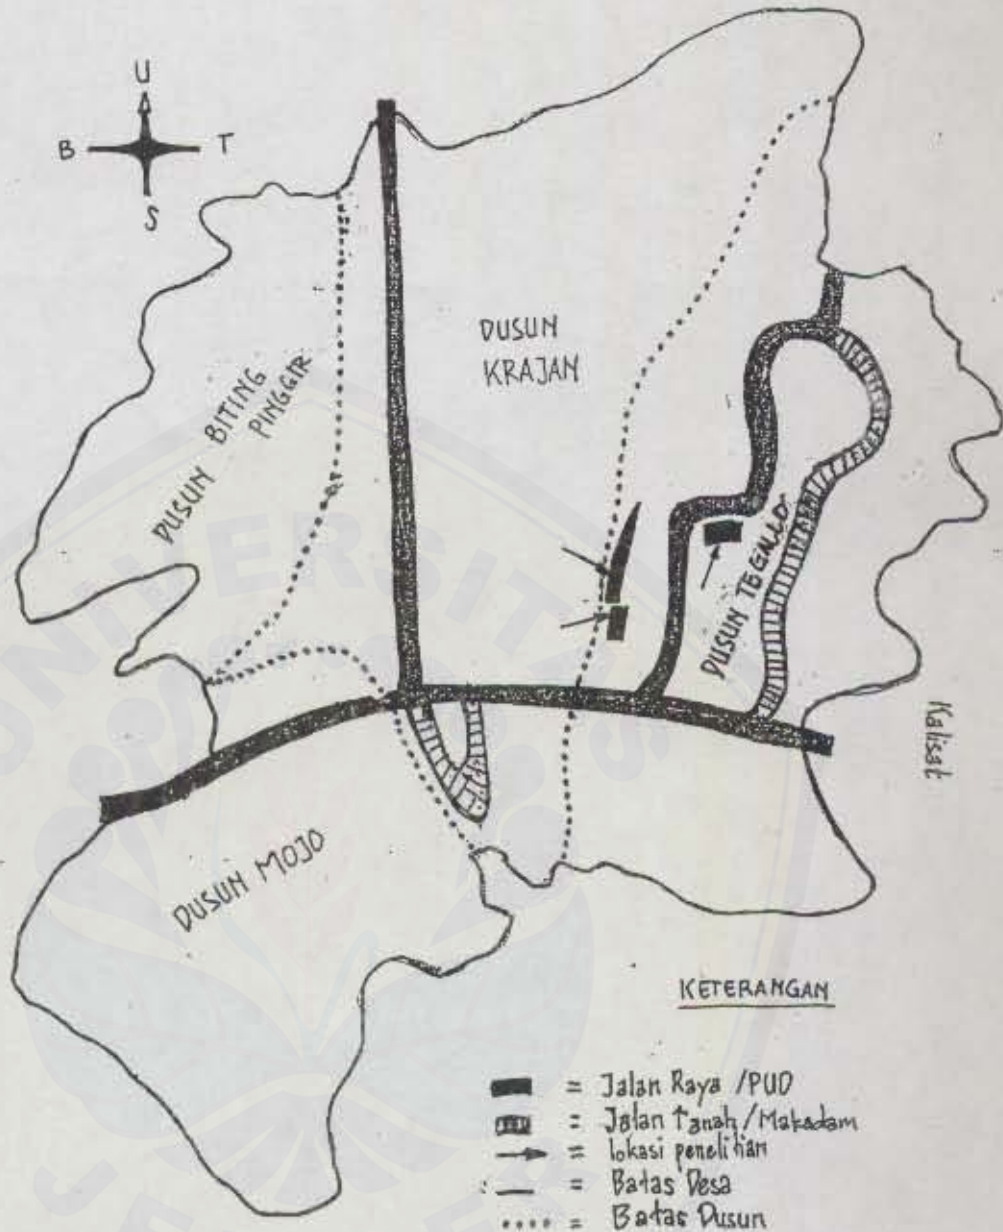 U
B T
S
DUSUN
KRAJAN
DUSUN BITING
PINGGIR
DUSUN TEGALLO
Kalisat
DUSUN MOJO
KETERANGAN
= Jalan Raya /PUD
= Jalan Tanah/Makadam
= lokasi penelitian
= Batas Desa
= Batas Dusun
UNIVERSITAS